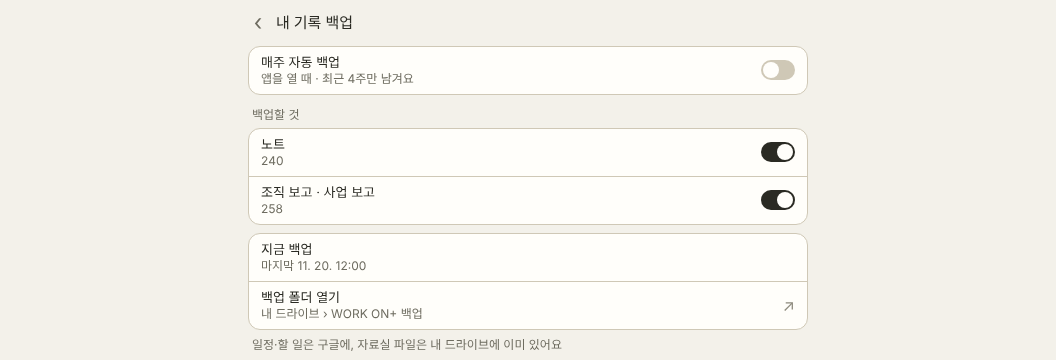 내 기록 백업
매주 자동 백업
앱을 열 때 · 최근 4주만 남겨요
백업할 것
노트
240
조직 보고 · 사업 보고
258
지금 백업
마지막 11. 20. 12:00
백업 폴더 열기
내 드라이브 › WORK ON+ 백업
일정·할 일은 구글에, 자료실 파일은 내 드라이브에 이미 있어요